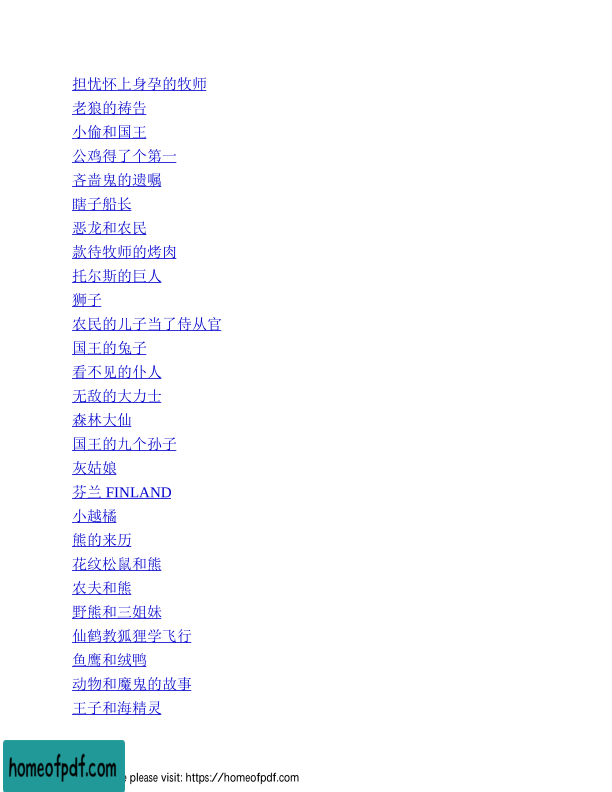 担忧怀上身孕的牧师
老狼的祷告
小偷和国王
公鸡得了个第一
吝啬鬼的遗嘱
瞎子船长
恶龙和农民
款待牧师的烤肉
托尔斯的巨人
狮子
农民的儿子当了侍从官
国王的兔子
看不见的仆人
无敌的大力士
森林大仙
国王的九个孙子
灰姑娘
芬兰 FINLAND
小越橘
熊的来历
花纹松鼠和熊
农夫和熊
野熊和三姐妹
仙鹤教狐狸学飞行
鱼鹰和绒鸭
动物和魔鬼的故事
王子和海精灵
homeofpdf.com
please visit: https://homeofpdf.com